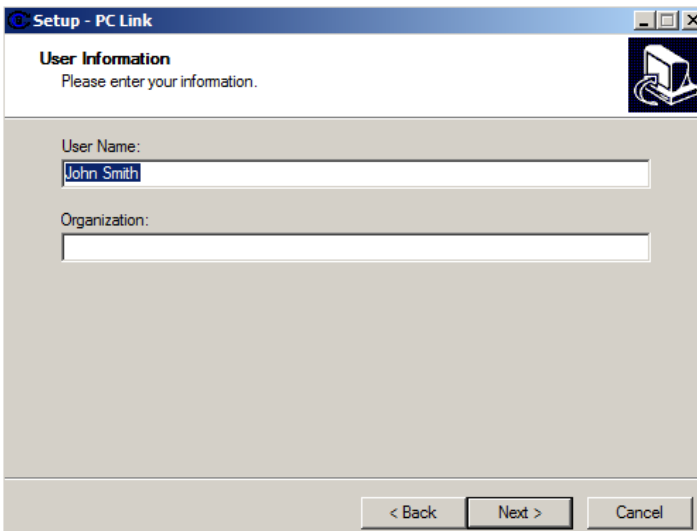 Setup - PC Link
User Information
Please enter your information.
User Name:
John Smith
Organization:
< Back Next > Cancel